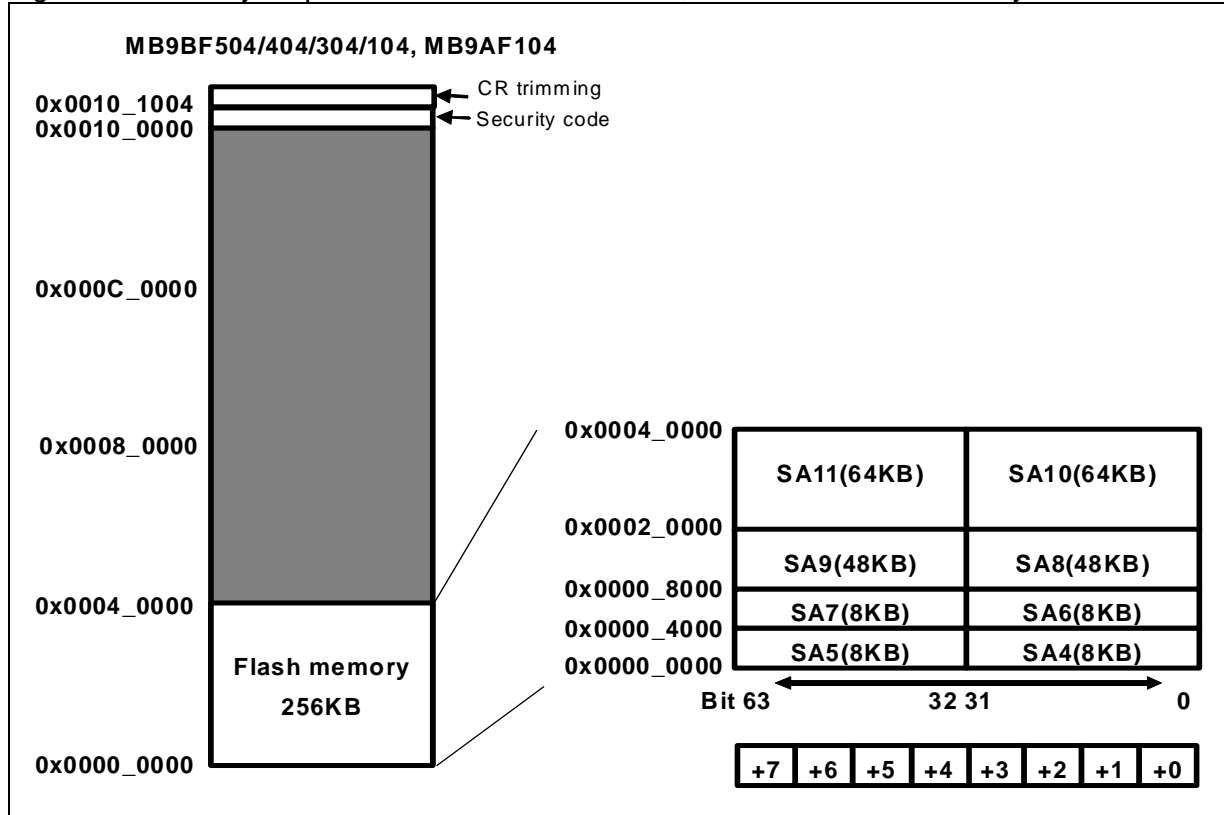 MB9BF504/404/304/104, MB9AF104
CR trimming
0x0010_1004
Security code
0x0010_0000
0x000C_0000
0x0008_0000
0x0004_0000
Flash memory
256KB
0x0000_0000
0x0004_0000
SA11(64KB) SA10(64KB)
0x0002_0000
SA9(48KB) SA8(48KB)
0x0000_8000
SA7(8KB) SA6(8KB)
0x0000_4000
SA5(8KB) SA4(8KB)
0x0000_0000
Bit 63 32 31 0
+7 +6 +5 +4 +3 +2 +1 +0